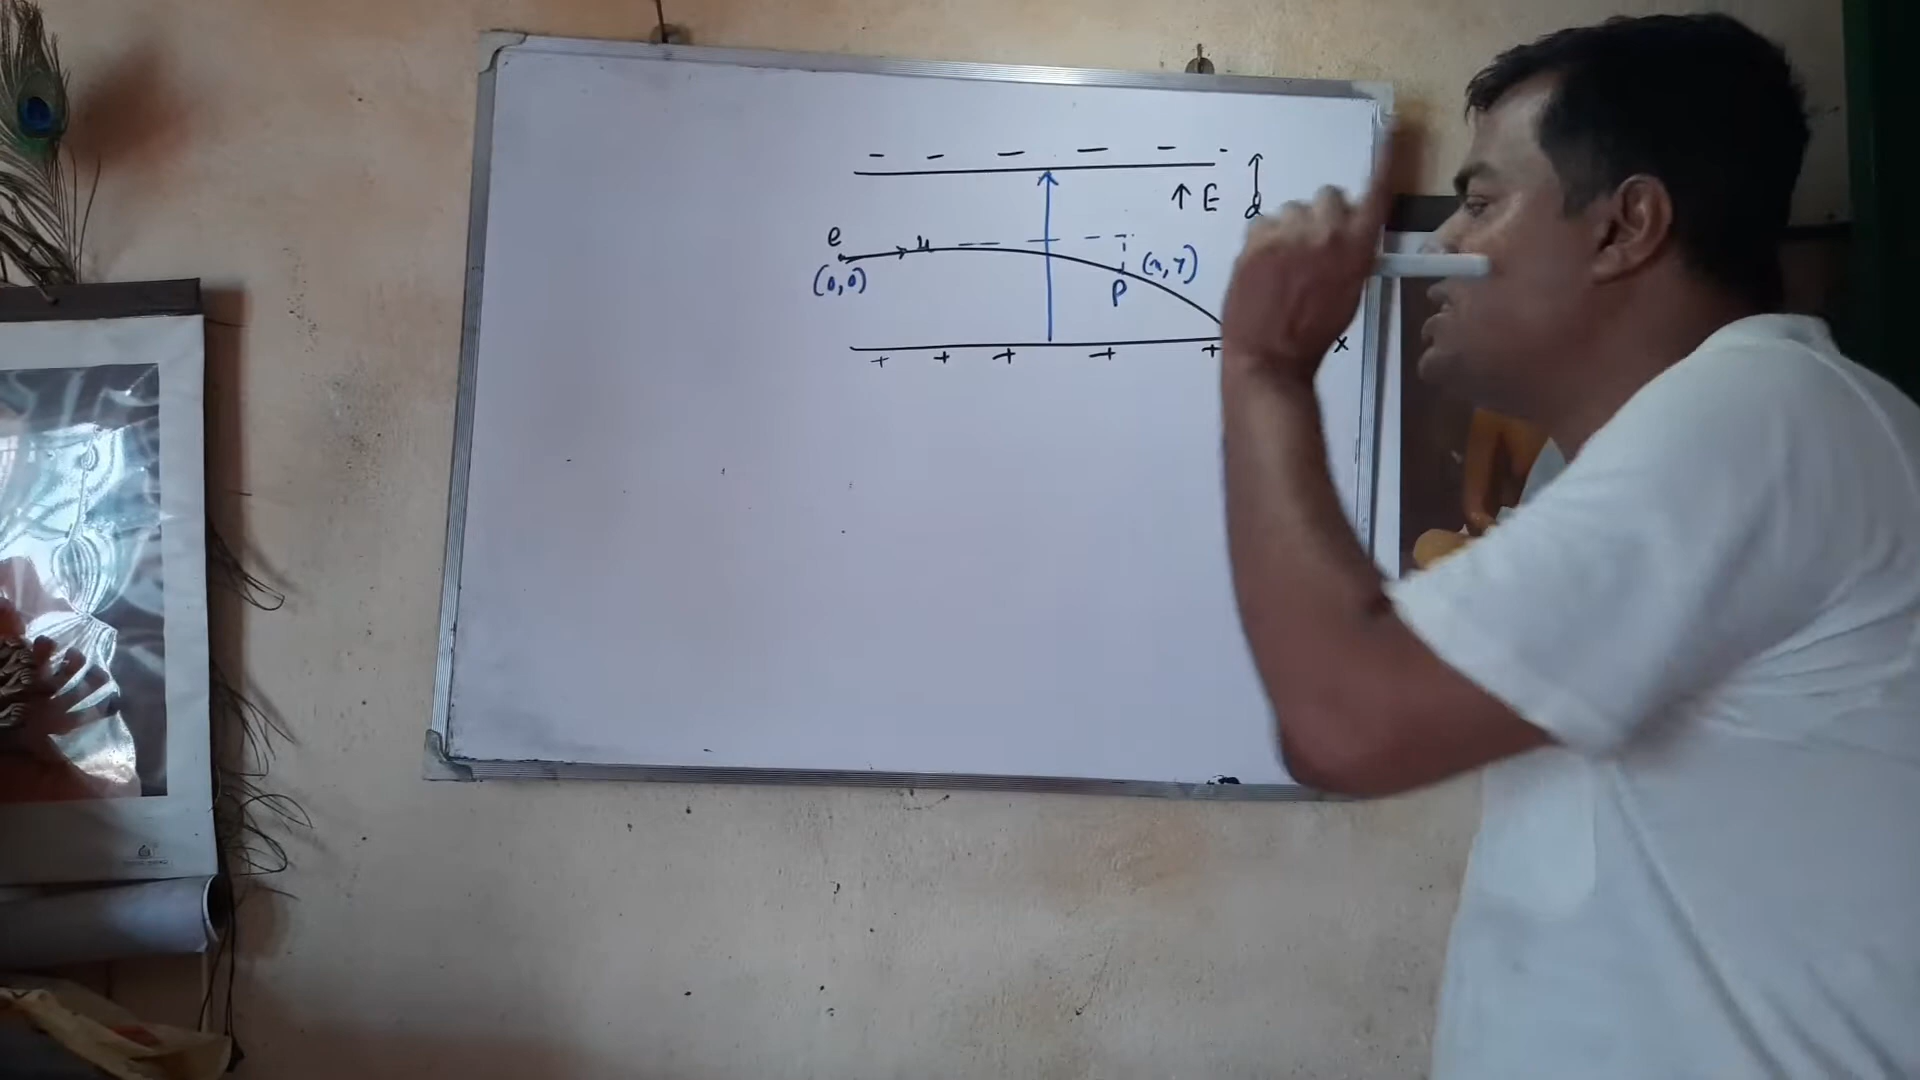 - - - - - -
↑ E d
e u
(0,0) (x,y)
P
+ + + + + x